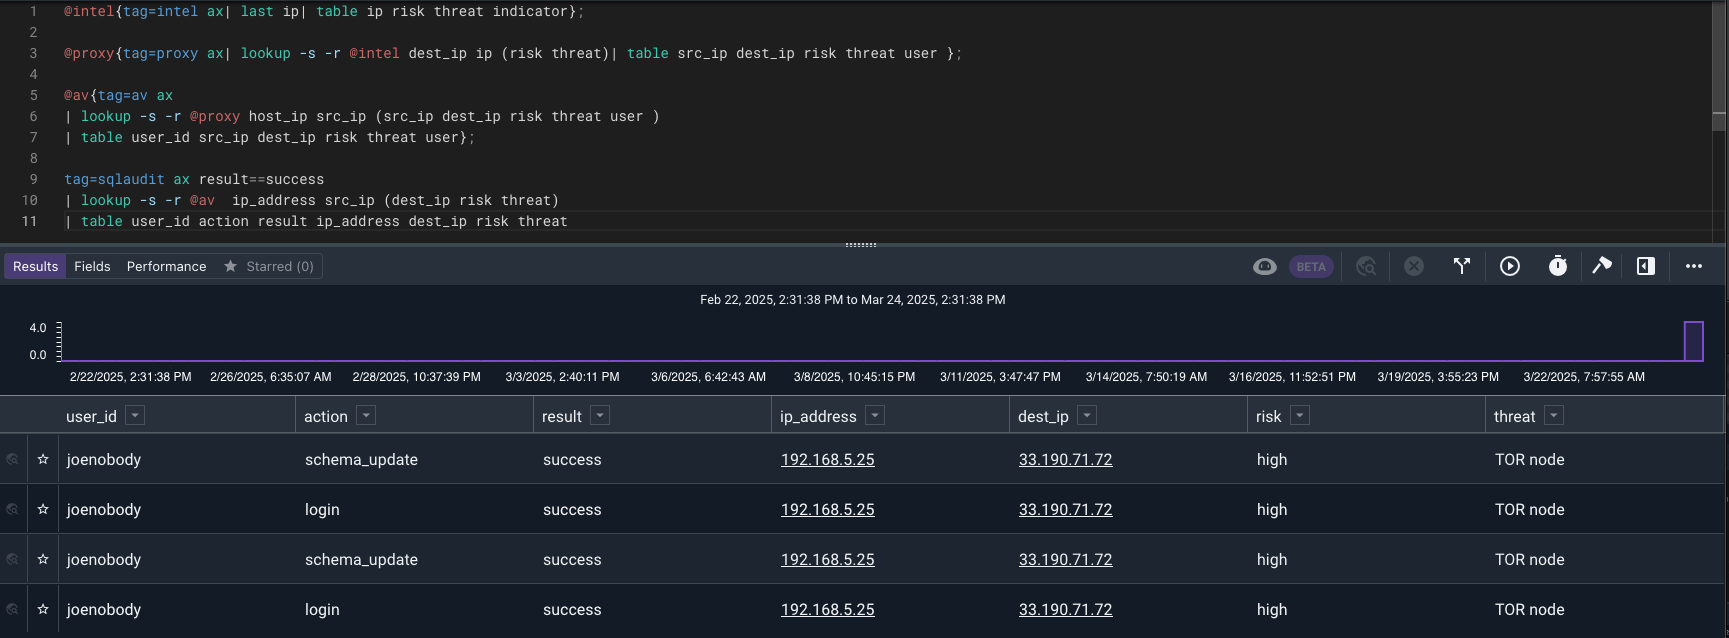 1 @intel{tag=intel ax| last ip| table ip risk threat indicator};
2
3 @proxy{tag=proxy ax| lookup -s -r @intel dest_ip ip (risk threat)| table src_ip dest_ip risk threat user };
4
5 @av{tag=av ax
6 | lookup -s -r @proxy host_ip src_ip (src_ip dest_ip risk threat user )
7 | table user_id src_ip dest_ip risk threat user};
8
9 tag=sqlaudit ax result==success
10 | lookup -s -r @av  ip_address src_ip (dest_ip risk threat)
11 | table user_id action result ip_address dest_ip risk threat
Results Fields Performance Starred (0) BETA
Feb 22, 2025, 2:31:38 PM to Mar 24, 2025, 2:31:38 PM
4.0
0.0
2/22/2025, 2:31:38 PM 2/26/2025, 6:35:07 AM 2/28/2025, 10:37:39 PM 3/3/2025, 2:40:11 PM 3/6/2025, 6:42:43 AM 3/8/2025, 10:45:15 PM 3/11/2025, 3:47:47 PM 3/14/2025, 7:50:19 AM 3/16/2025, 11:52:51 PM 3/19/2025, 3:55:23 PM 3/22/2025, 7:57:55 AM
user_id action result ip_address dest_ip risk threat
joenobody schema_update success 192.168.5.25 33.190.71.72 high TOR node
joenobody login success 192.168.5.25 33.190.71.72 high TOR node
joenobody schema_update success 192.168.5.25 33.190.71.72 high TOR node
joenobody login success 192.168.5.25 33.190.71.72 high TOR node